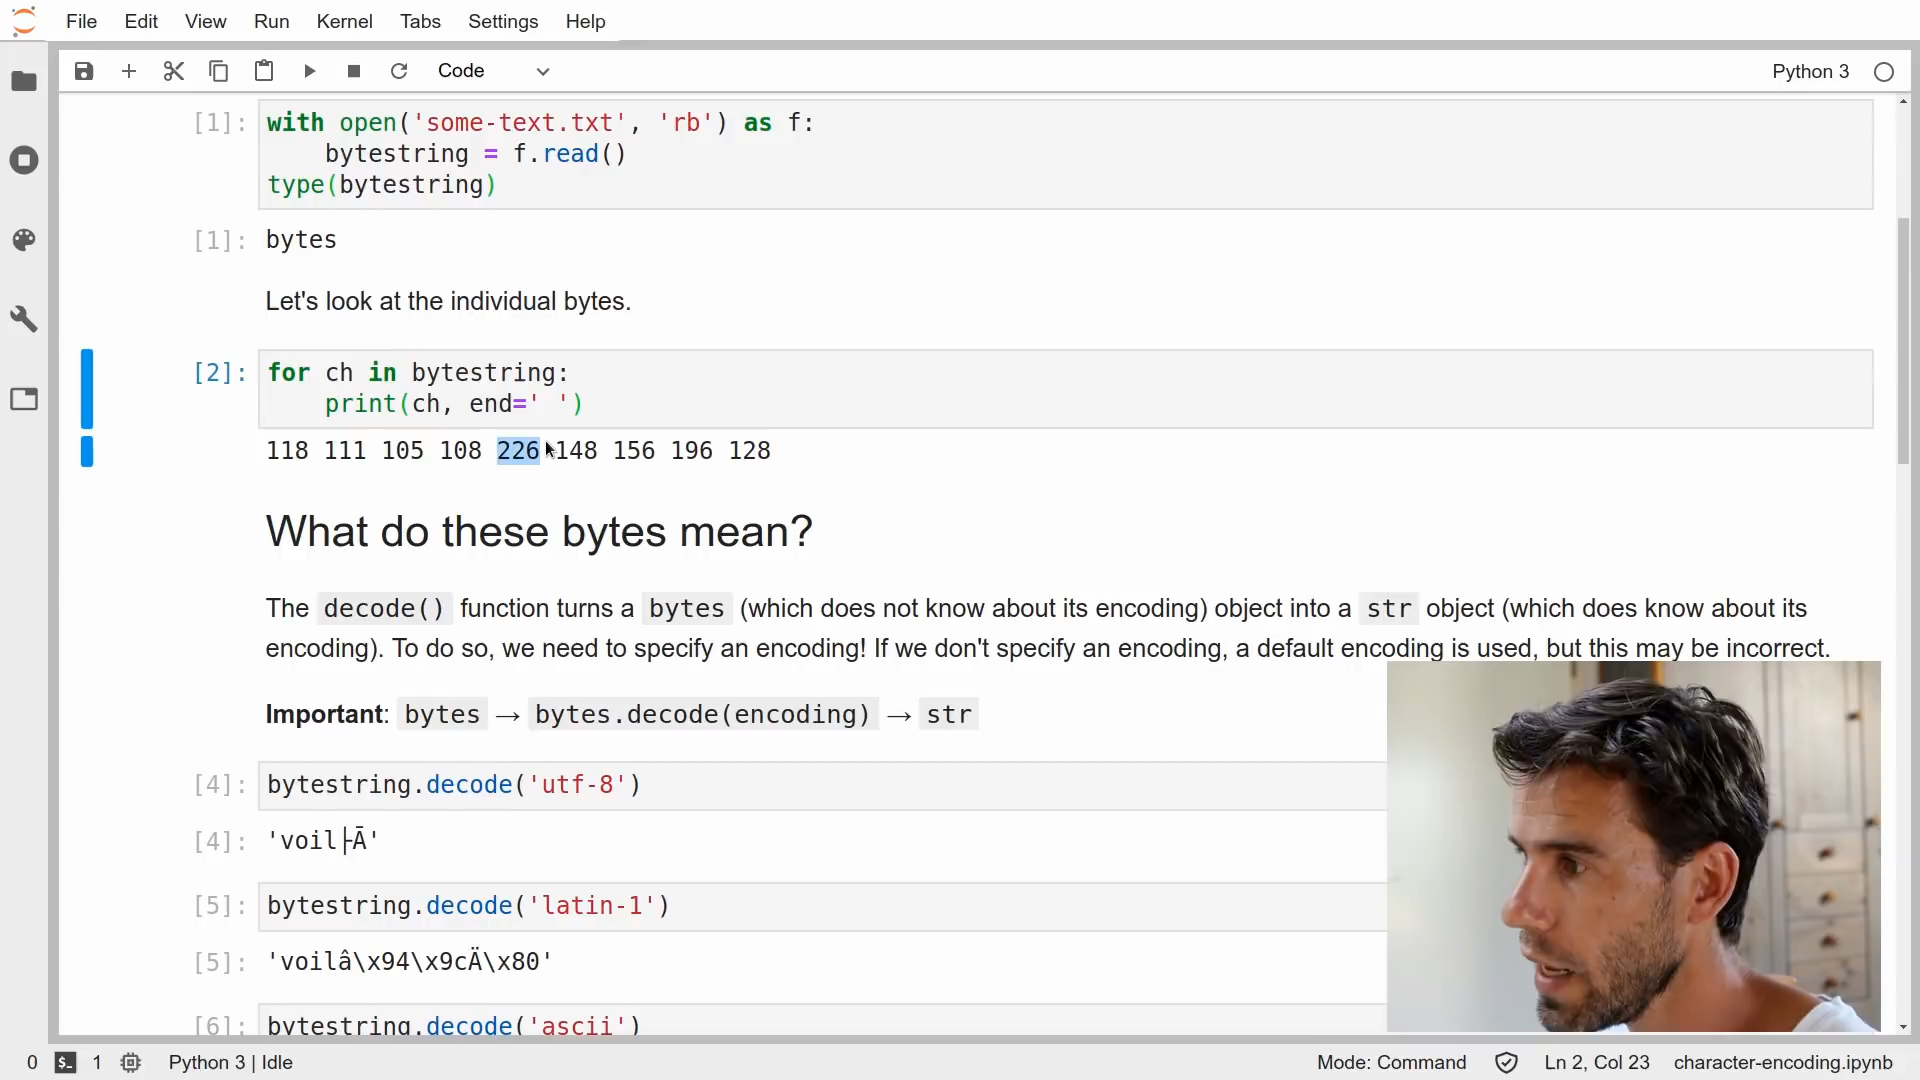 File Edit View Run Kernel Tabs Settings Help
Code Python 3
[1]: with open('some-text.txt', 'rb') as f:
bytestring = f.read()
type(bytestring)
[1]: bytes
Let's look at the individual bytes.
[2]: for ch in bytestring:
print(ch, end=' ')
118 111 105 108 226 148 156 196 128
What do these bytes mean?
The decode() function turns a bytes (which does not know about its encoding) object into a str object (which does know about its
encoding). To do so, we need to specify an encoding! If we don't specify an encoding, a default encoding is used, but this may be incorrect.
Important: bytes → bytes.decode(encoding) → str
[4]: bytestring.decode('utf-8')
[4]: 'voil├Ā'
[5]: bytestring.decode('latin-1')
[5]: 'voilâ\x94\x9cÄ\x80'
[6]: bytestring.decode('ascii')
0 $_ 1 Python 3 | Idle Mode: Command Ln 2, Col 23 character-encoding.ipynb